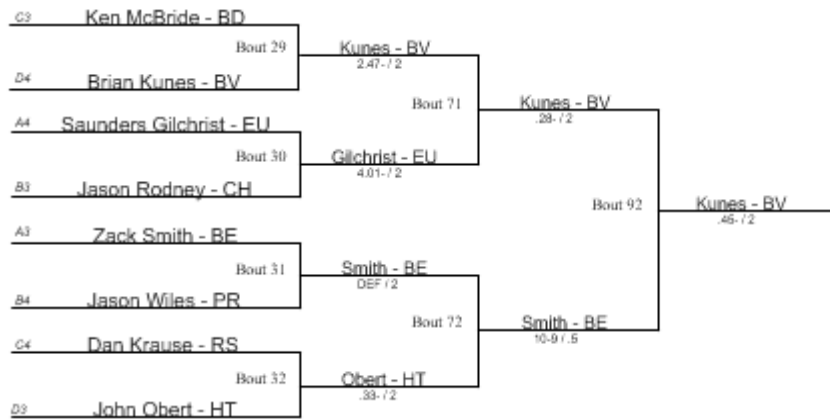 C3 Ken McBride - BD
Bout 29 Kunes - BV
2.47- / 2
D4 Brian Kunes - BV
Bout 71 Kunes - BV
.28- / 2
A4 Saunders Gilchrist - EU
Bout 30 Gilchrist - EU
4.01- / 2
B3 Jason Rodney - CH
Bout 92 Kunes - BV
.46- / 2
A3 Zack Smith - BE
Bout 31 Smith - BE
DEF / 2
B4 Jason Wiles - PR
Bout 72 Smith - BE
10-9 / .5
C4 Dan Krause - RS
Bout 32 Obert - HT
.33- / 2
D3 John Obert - HT